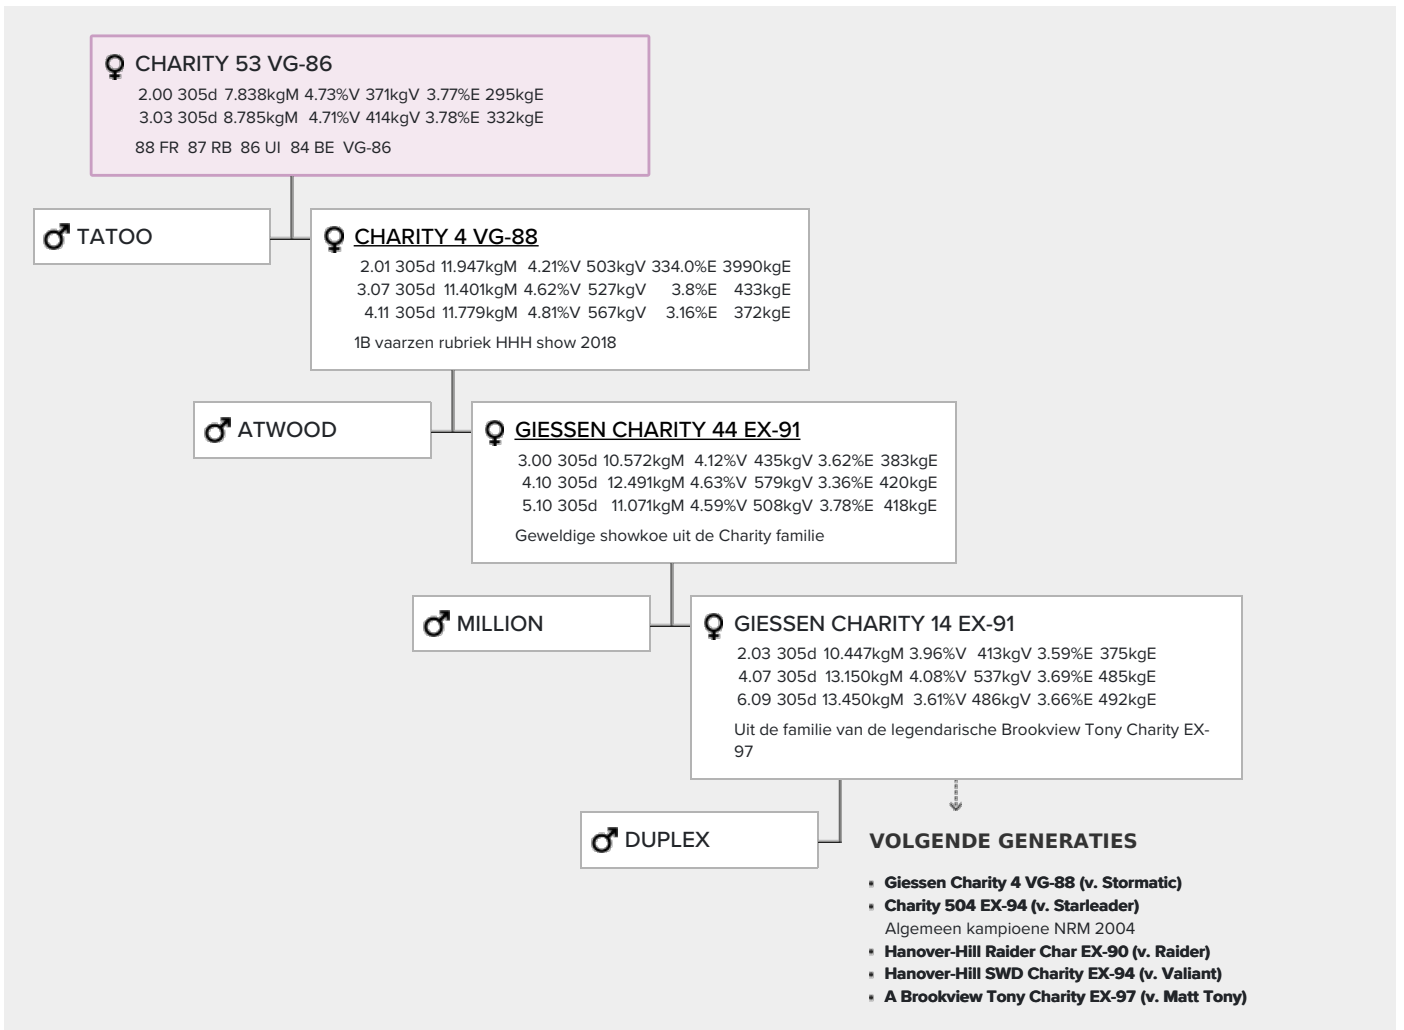 CHARITY 53 VG-86
2.00 305d 7.838kgM 4.73%V 371kgV 3.77%E 295kgE
3.03 305d 8.785kgM 4.71%V 414kgV 3.78%E 332kgE
88 FR 87 RB 86 UI 84 BE VG-86
TATOO
CHARITY 4 VG-88
2.01 305d 11.947kgM 4.21%V 503kgV 334.0%E 3990kgE
3.07 305d 11.401kgM 4.62%V 527kgV 3.8%E 433kgE
4.11 305d 11.779kgM 4.81%V 567kgV 3.16%E 372kgE
1B vaarzen rubriek HHH show 2018
ATWOOD
GIESSEN CHARITY 44 EX-91
3.00 305d 10.572kgM 4.12%V 435kgV 3.62%E 383kgE
4.10 305d 12.491kgM 4.63%V 579kgV 3.36%E 420kgE
5.10 305d 11.071kgM 4.59%V 508kgV 3.78%E 418kgE
Geweldige showkoe uit de Charity familie
MILLION
GIESSEN CHARITY 14 EX-91
2.03 305d 10.447kgM 3.96%V 413kgV 3.59%E 375kgE
4.07 305d 13.150kgM 4.08%V 537kgV 3.69%E 485kgE
6.09 305d 13.450kgM 3.61%V 486kgV 3.66%E 492kgE
Uit de familie van de legendarische Brookview Tony Charity EX-
97
DUPLEX
VOLGENDE GENERATIES
Giessen Charity 4 VG-88 (v. Stormatic)
Charity 504 EX-94 (v. Starleader)
Algemeen kampioene NRM 2004
Hanover-Hill Raider Char EX-90 (v. Raider)
Hanover-Hill SWD Charity EX-94 (v. Valiant)
A Brookview Tony Charity EX-97 (v. Matt Tony)